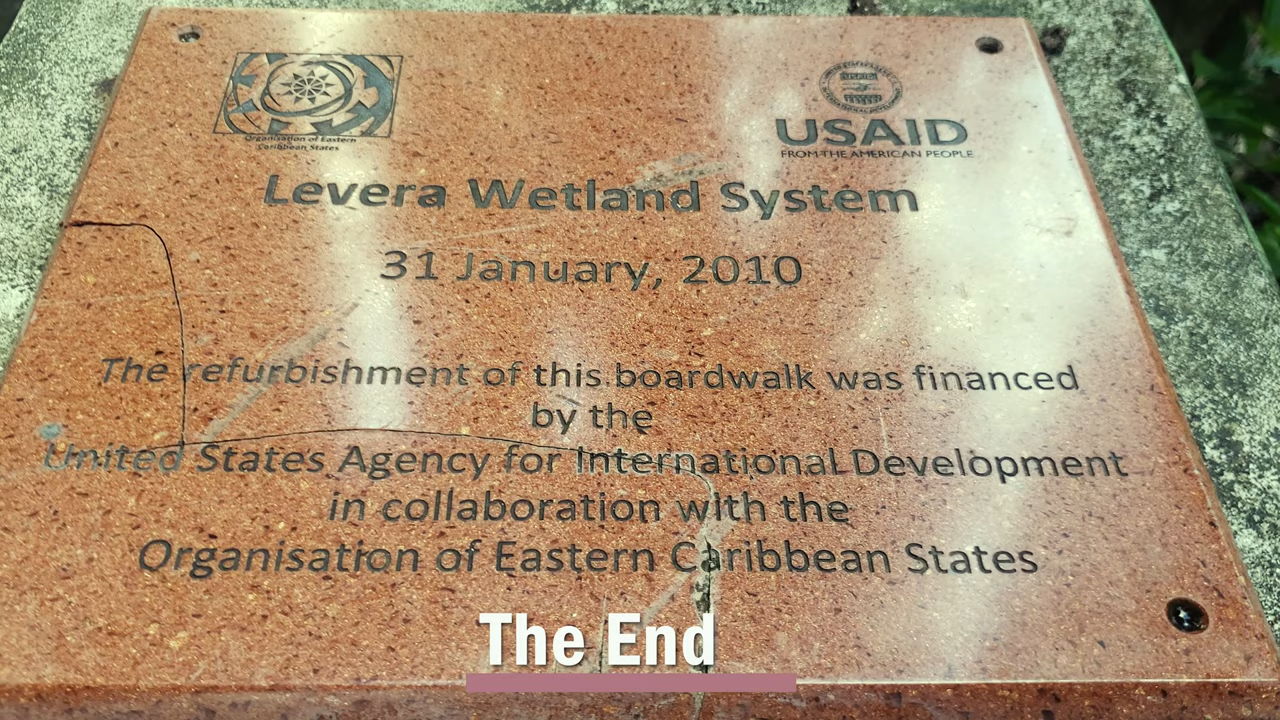 Organisation of Eastern
Caribbean States
USAID
FROM THE AMERICAN PEOPLE
Levera Wetland System
31 January, 2010
The refurbishment of this boardwalk was financed
by the
United States Agency for International Development
in collaboration with the
Organisation of Eastern Caribbean States
The End